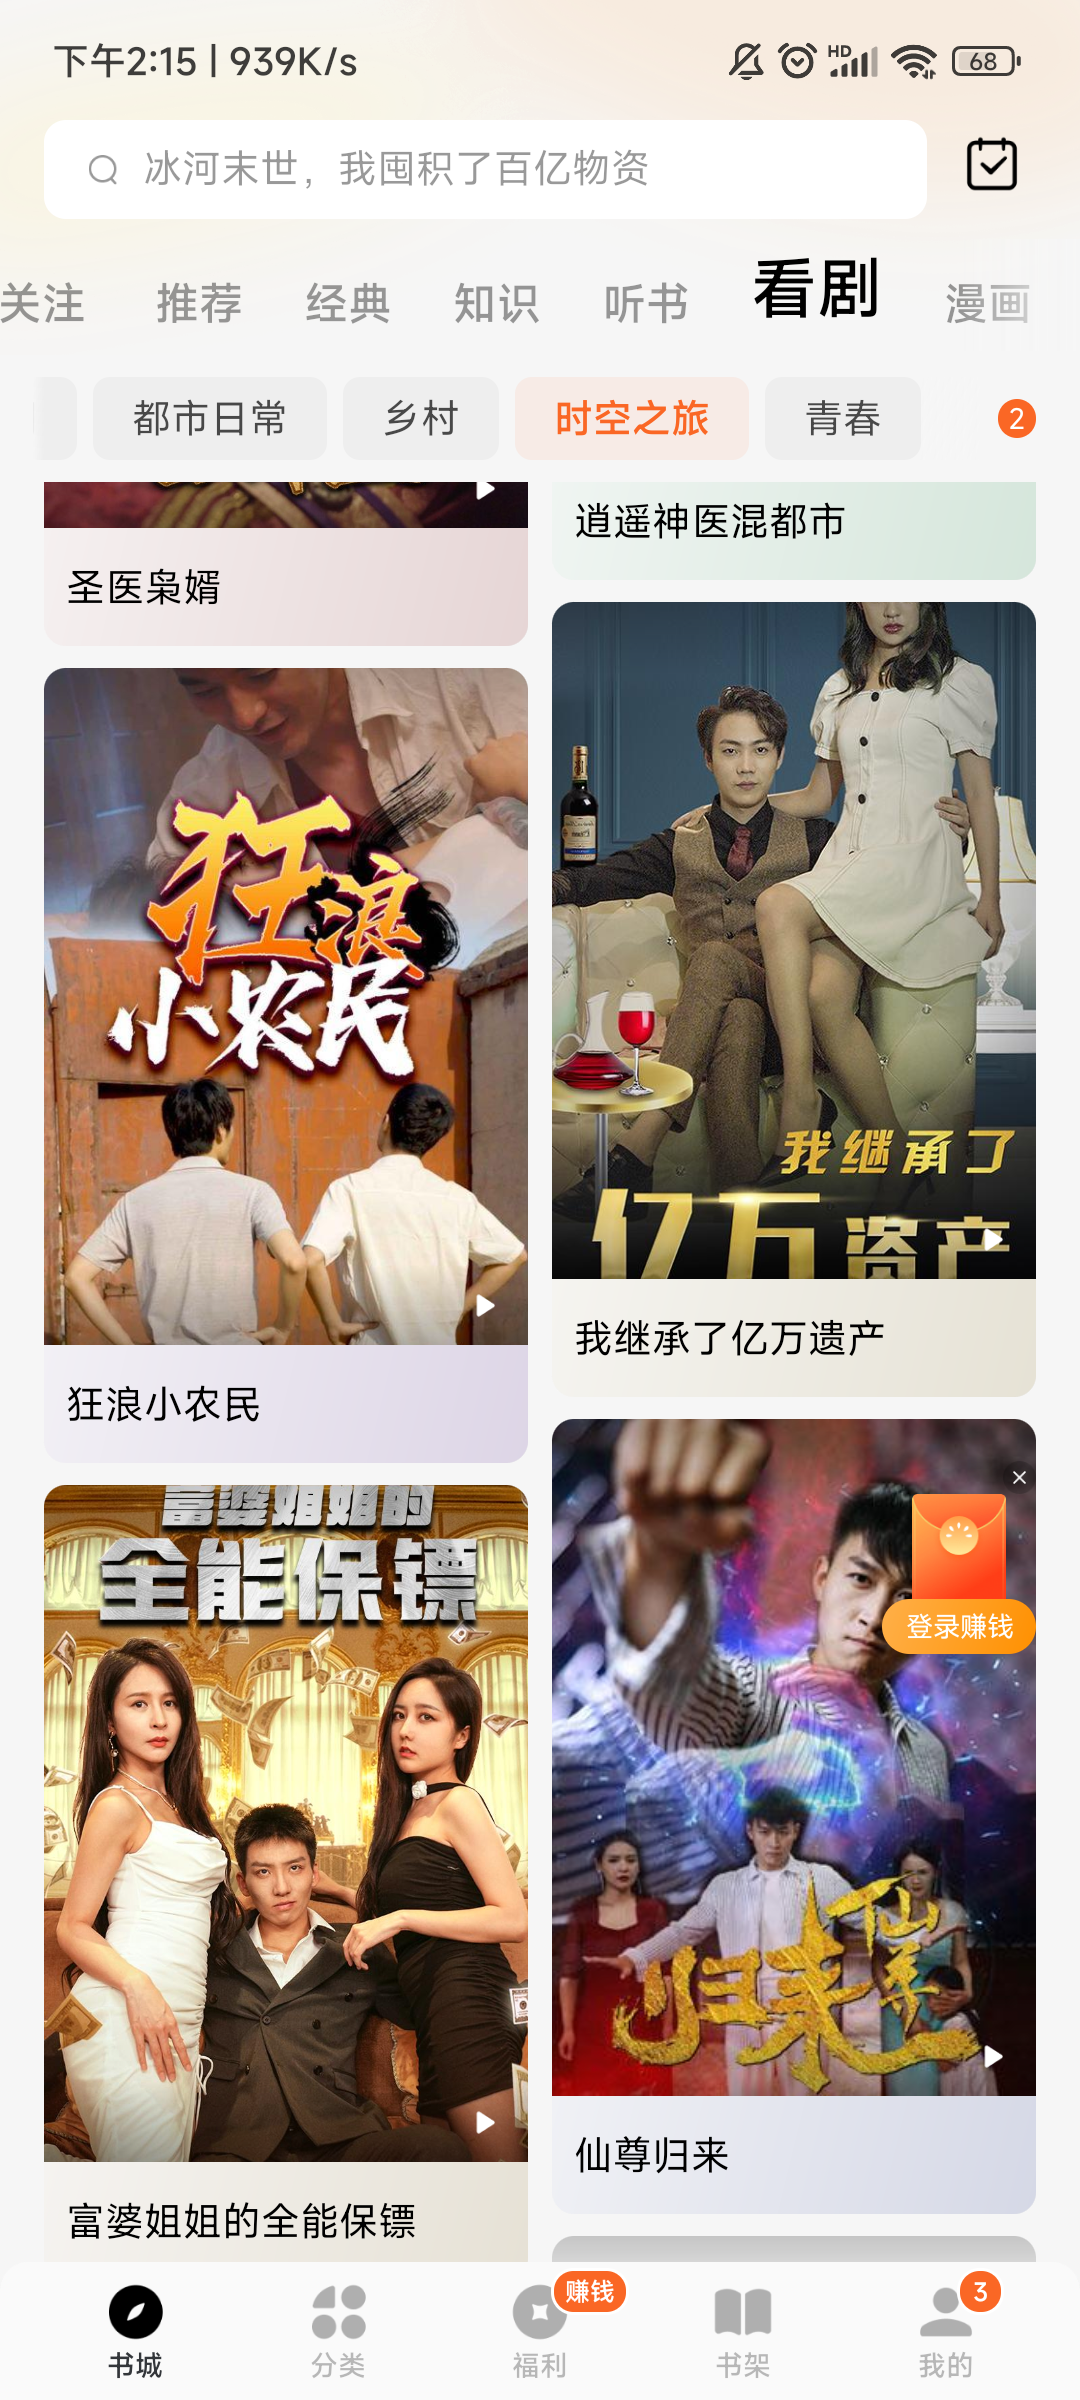 下午2:15 | 939K/s
HD
68
冰河末世，我囤积了百亿物资
关注 推荐 经典 知识 听书 看剧 漫画
都市日常 乡村 时空之旅 青春 2
圣医枭婿
逍遥神医混都市
狂浪
小农民
狂浪小农民
我继承了
亿万资产
我继承了亿万遗产
富婆姐姐的
全能保镖
富婆姐姐的全能保镖
登录赚钱
仙尊
归来
仙尊归来
赚钱
3
书城 分类 福利 书架 我的